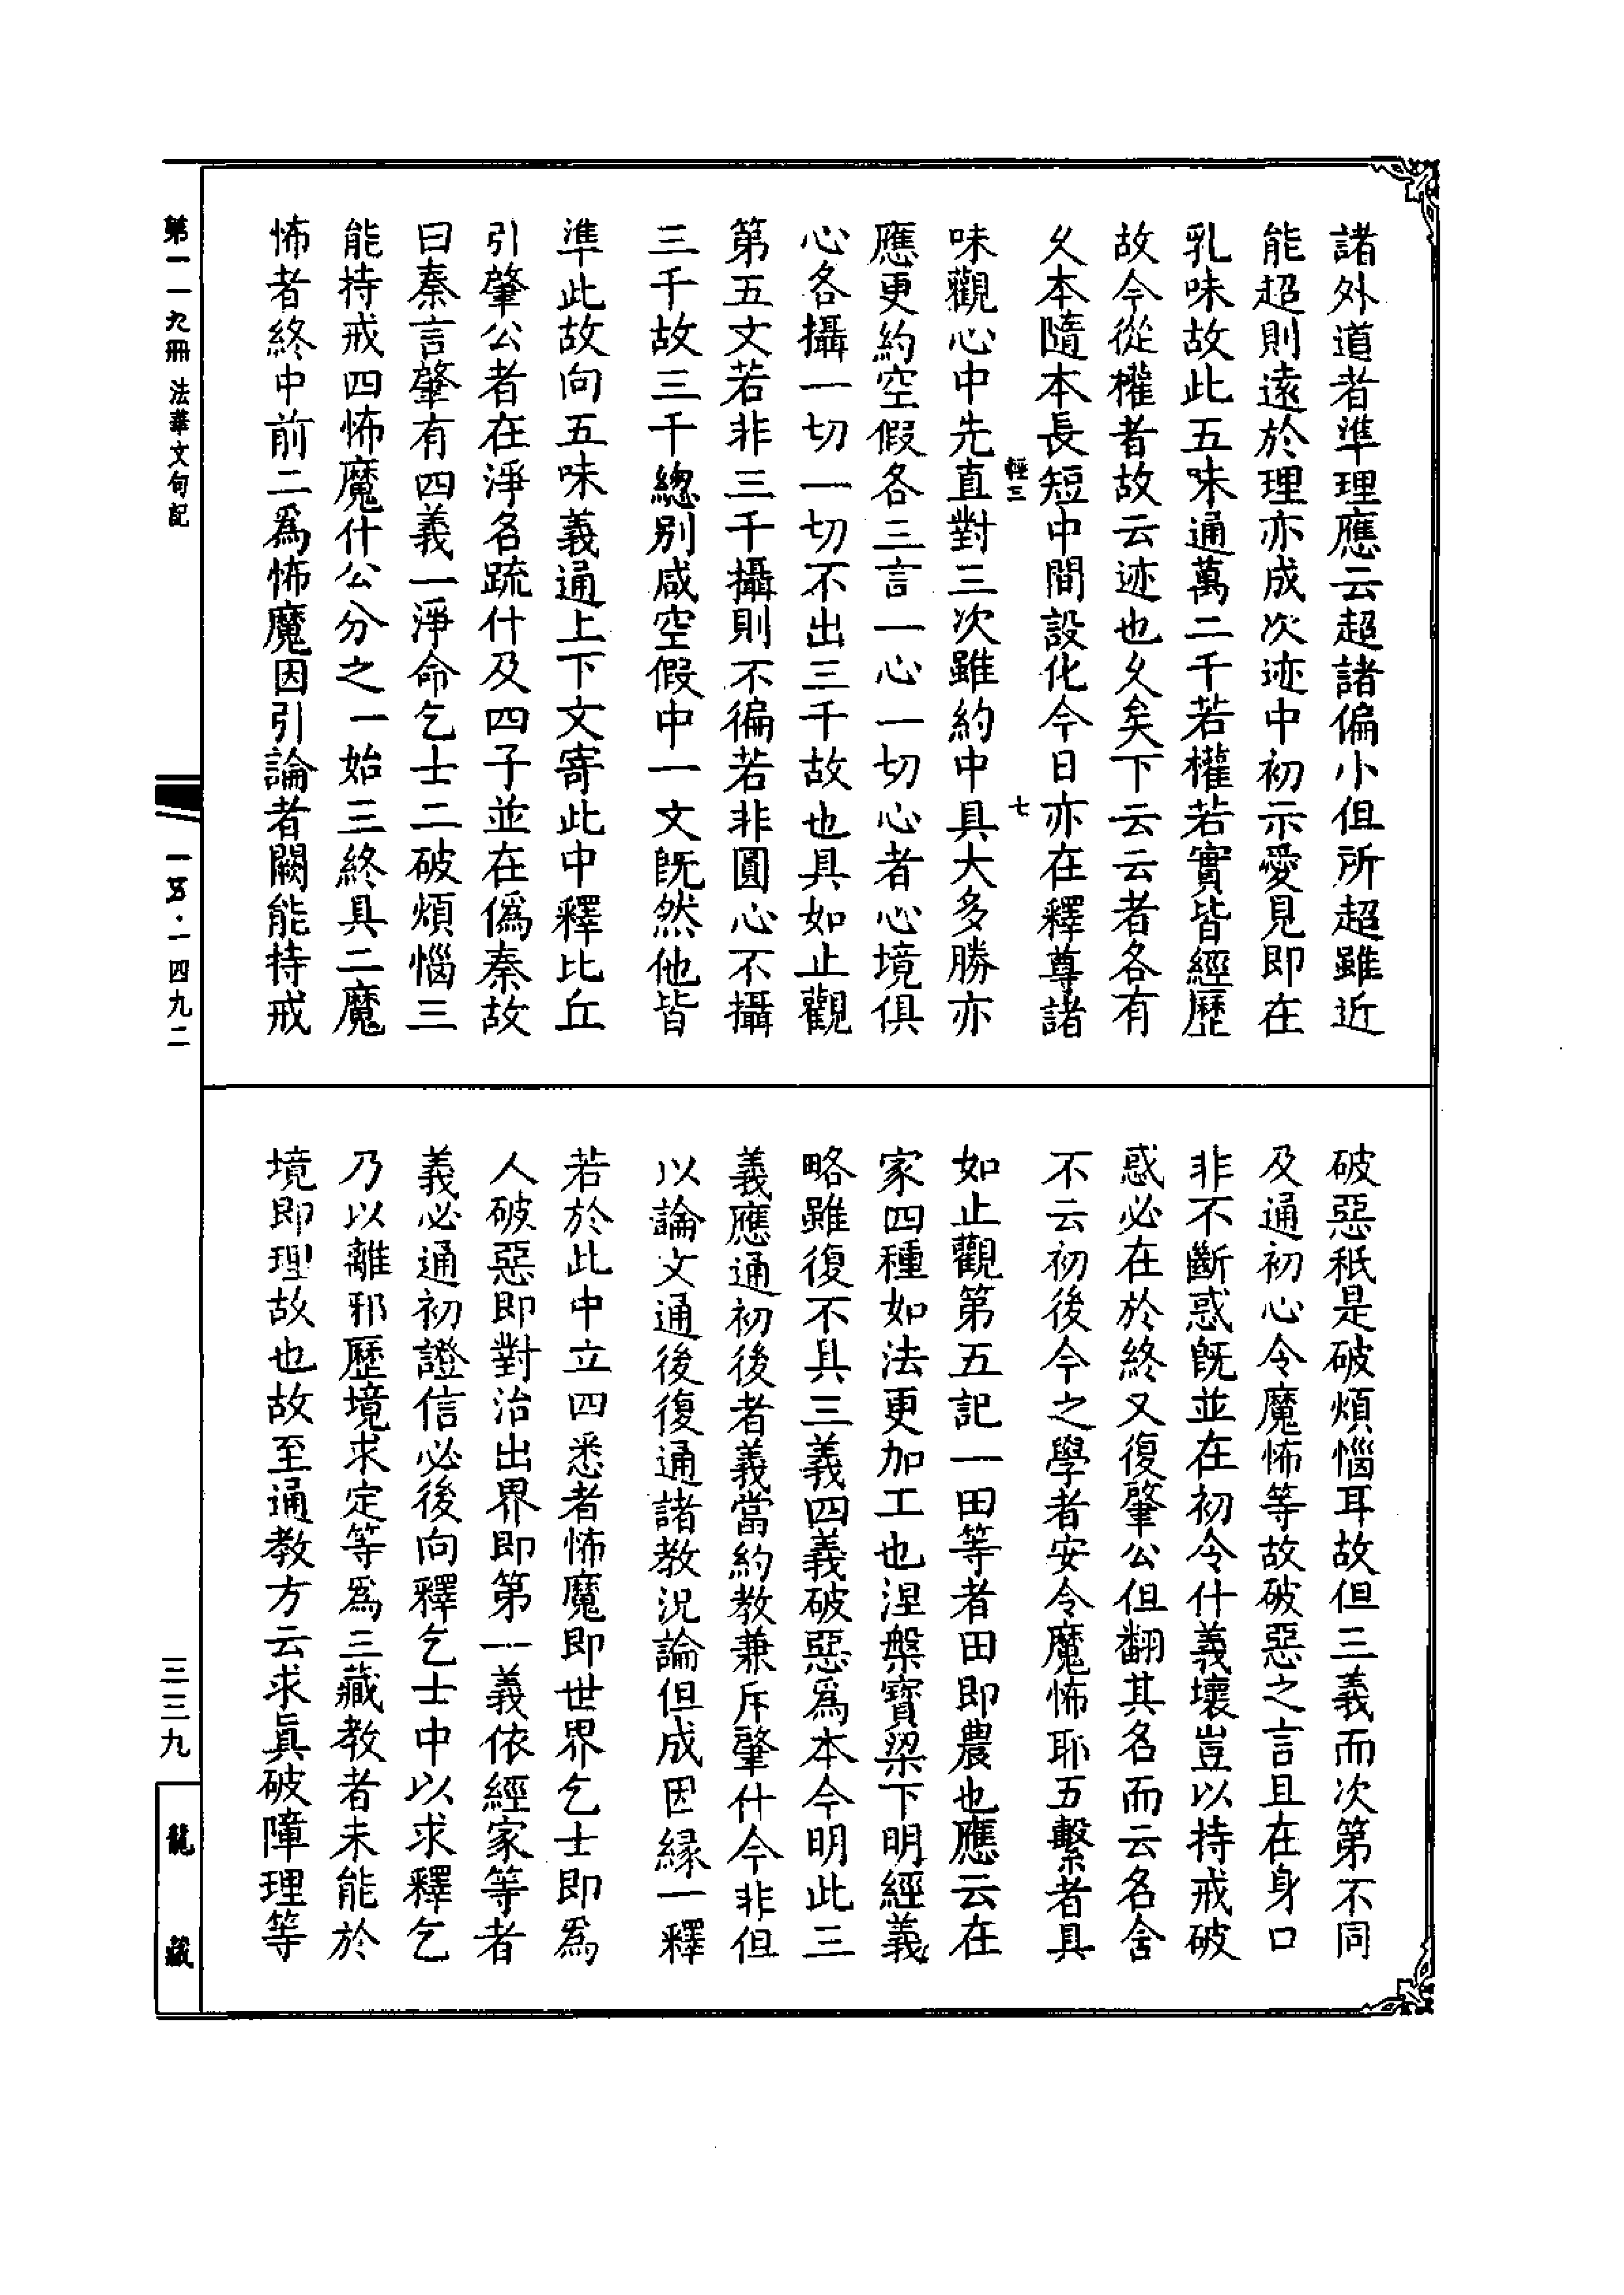 諸外道者準理應云超諸偏小但所超雖近
能超則遠於理亦成次迹中初示愛見即在
乳味故此五味通萬二千若權若實皆經歷
故今從權者故云迹也久矣下云云者各有
久本隨本長短中間設化今日亦在釋尊諸
輕三
七
味觀心中先直對三次雖約中具大多勝亦
應更約空假各三言一心一切心者心境俱
心各攝一切一切不出三千故也具如止觀
第五文若非三千攝則不徧若非圓心不攝
三千故三千總別咸空假中一文旣然他皆
準此故向五味義通上下文寄此中釋比丘
引肇公者在淨名疏什及四子並在僞秦故
曰秦言肇有四義一淨命乞士二破煩惱三
能持戒四怖魔什公分之一始三終具二魔
怖者終中前二爲怖魔因引論者闕能持戒
破惡秖是破煩惱耳故但三義而次第不同
及通初心令魔怖等故破惡之言且在身口
非不斷惑旣並在初令什義壞豈以持戒破
惑必在於終又復肇公但翻其名而云名含
不云初後今之學者安令魔怖耶五繫者具
如止觀第五記一田等者田即農也應云在
家四種如法更加工也涅槃寶梁下明經義
略雖復不具三義四義破惡爲本今明此三
義應通初後者義當約教兼斥肇什今非但
以論文通後復通諸教況論但成因緣一釋
若於此中立四悉者怖魔即世界乞士即爲
人破惡即對治出界即第一義依經家等者
義必通初證信必後向釋乞士中以求釋乞
乃以離邪歷境求定等爲三藏教者未能於
境即理故也故至通教方云求眞破障理等
第一一九冊 法華文句記
一五·一四九二
三三九
龍藏